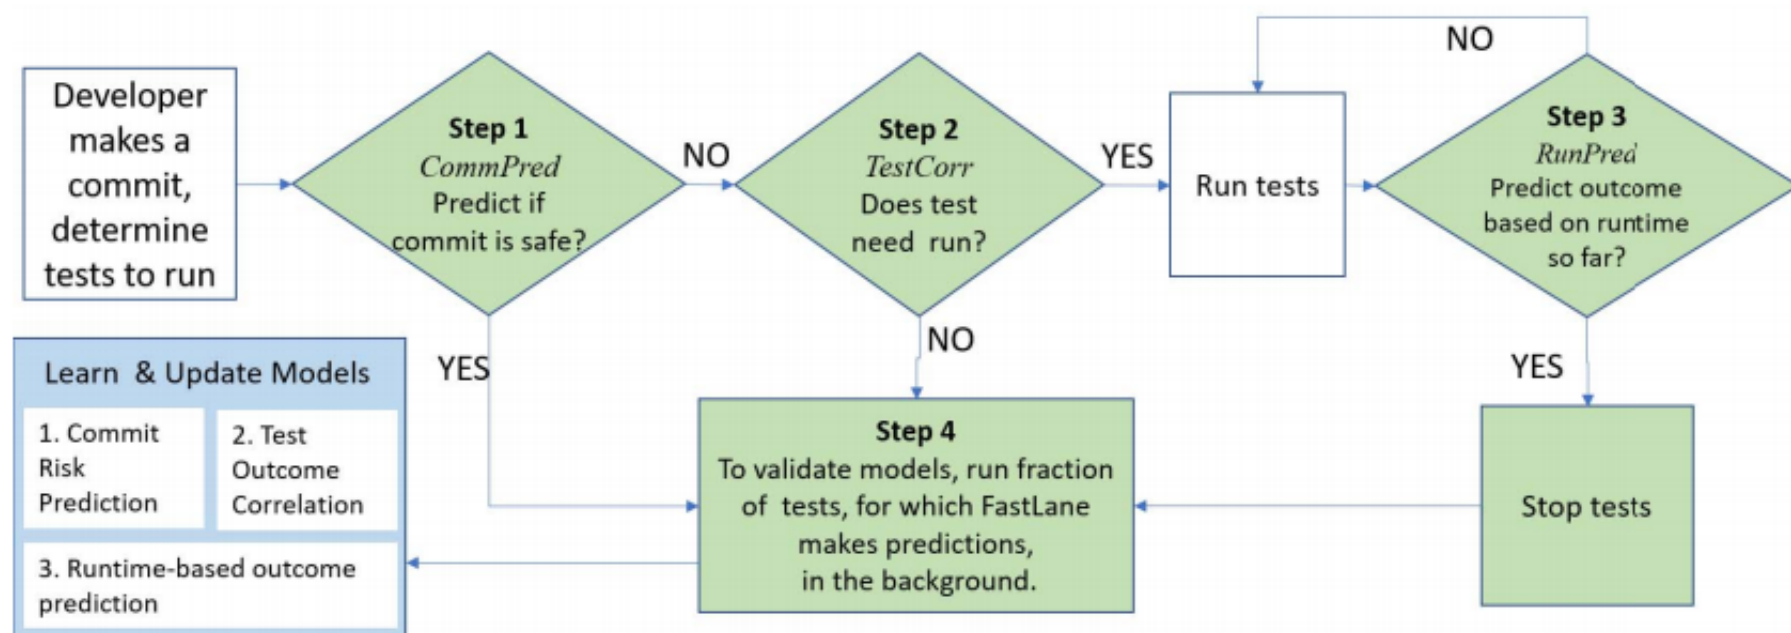 Developer
makes a
commit,
determine
tests to run
Step 1
CommPred
Predict if
commit is safe?
NO
YES
Step 2
TestCorr
Does test
need run?
YES
NO
Run tests
NO
Step 3
RunPred
Predict outcome
based on runtime
so far?
YES
Stop tests
Step 4
To validate models, run fraction
of tests, for which FastLane
makes predictions,
in the background.
Learn & Update Models
1. Commit
Risk
Prediction
2. Test
Outcome
Correlation
3. Runtime-based outcome
prediction